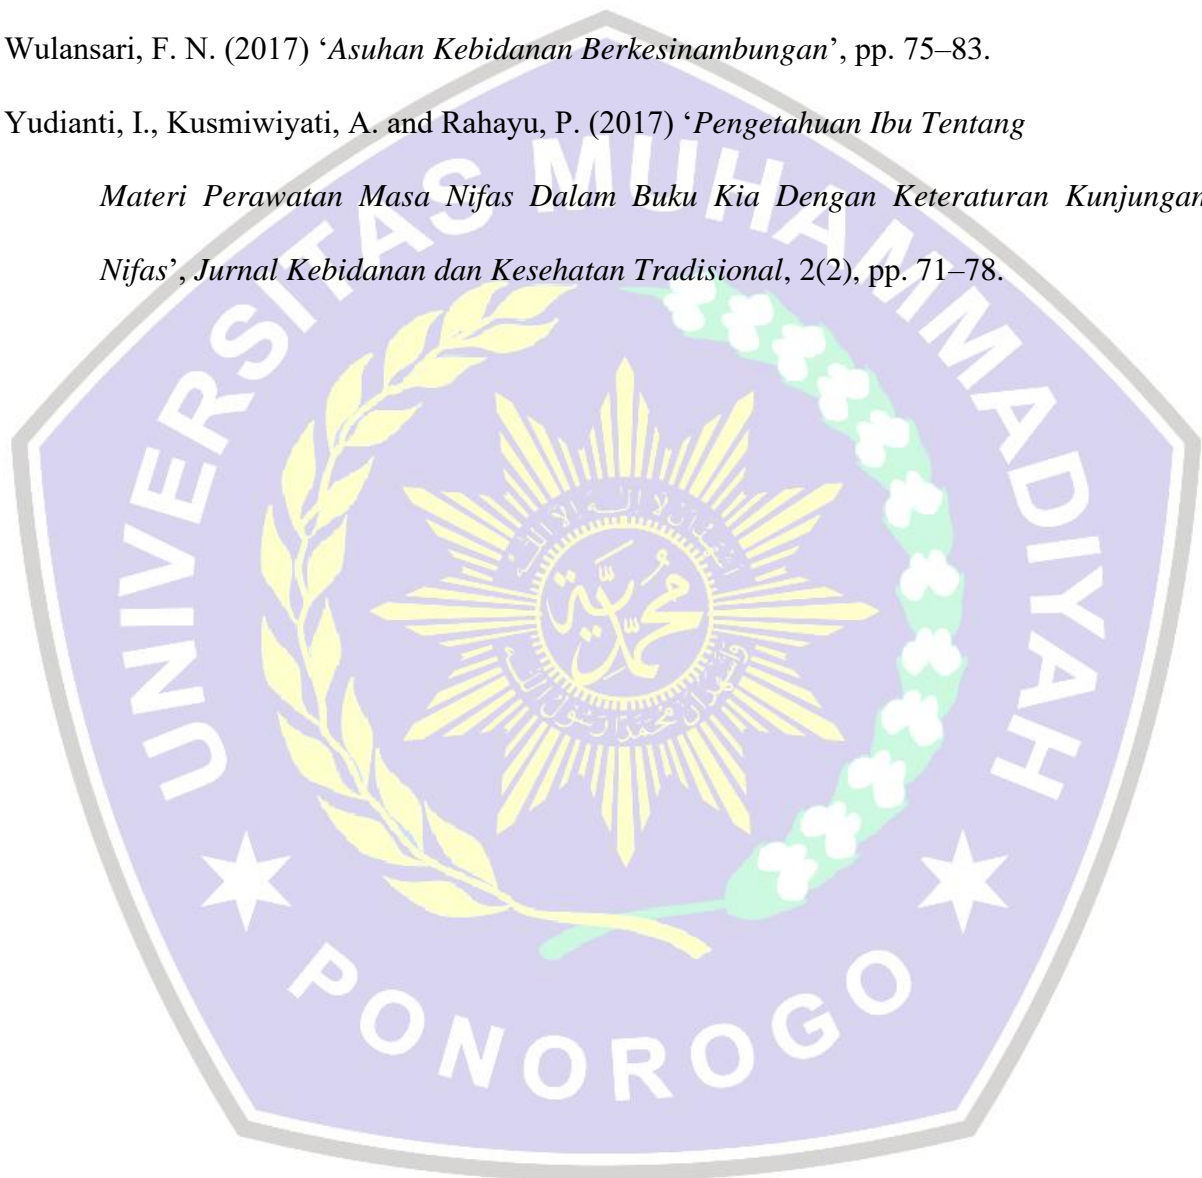 Wulansari, F. N. (2017) ‘Asuhan Kebidanan Berkesinambungan’, pp. 75–83.
Yudianti, I., Kusmiwiyati, A. and Rahayu, P. (2017) ‘Pengetahuan Ibu Tentang
Materi Perawatan Masa Nifas Dalam Buku Kia Dengan Keteraturan Kunjungan
Nifas’, Jurnal Kebidanan dan Kesehatan Tradisional, 2(2), pp. 71–78.
UNIVERSITAS MUHAMMADIYAH
محمدية
PONOROGO